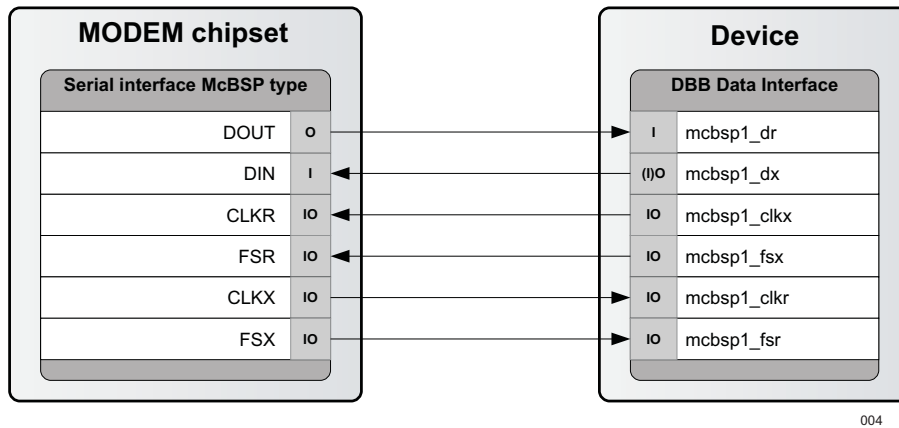 MODEM chipset
Serial interface McBSP type
DOUT O
DIN I
CLKR IO
FSR IO
CLKX IO
FSX IO
Device
DBB Data Interface
I mcbsp1_dr
(I)O mcbsp1_dx
IO mcbsp1_clkx
IO mcbsp1_fsx
IO mcbsp1_clkr
IO mcbsp1_fsr
004